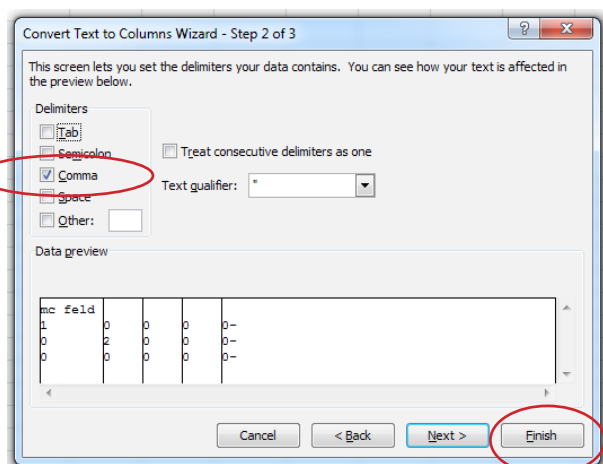 Convert Text to Columns Wizard - Step 2 of 3
This screen lets you set the delimiters your data contains. You can see how your text is affected in
the preview below.
Delimiters
Tab
Semicolon
Treat consecutive delimiters as one
Comma
Text qualifier: "
Space
Other:
Data preview
mc feld
1 0 0 0 0-
0 2 0 0 0-
0 0 0 0 0-
Cancel < Back Next > Finish